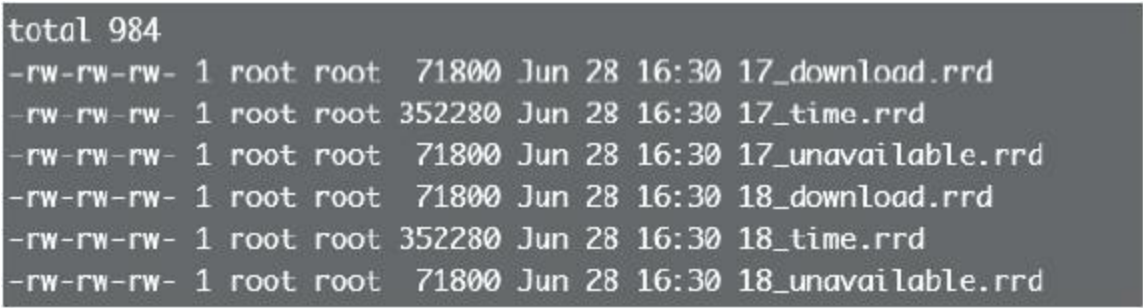 total 984
-rw-rw-rw- 1 root root  71800 Jun 28 16:30 17_download.rrd
-rw-rw-rw- 1 root root 352280 Jun 28 16:30 17_time.rrd
-rw-rw-rw- 1 root root  71800 Jun 28 16:30 17_unavailable.rrd
-rw-rw-rw- 1 root root  71800 Jun 28 16:30 18_download.rrd
-rw-rw-rw- 1 root root 352280 Jun 28 16:30 18_time.rrd
-rw-rw-rw- 1 root root  71800 Jun 28 16:30 18_unavailable.rrd